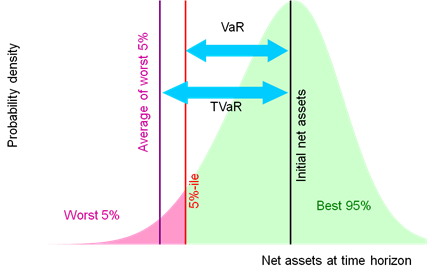 VaR
TVaR
Probability density
Average of worst 5%
5%-ile
Initial net assets
Worst 5%
Best 95%
Net assets at time horizon